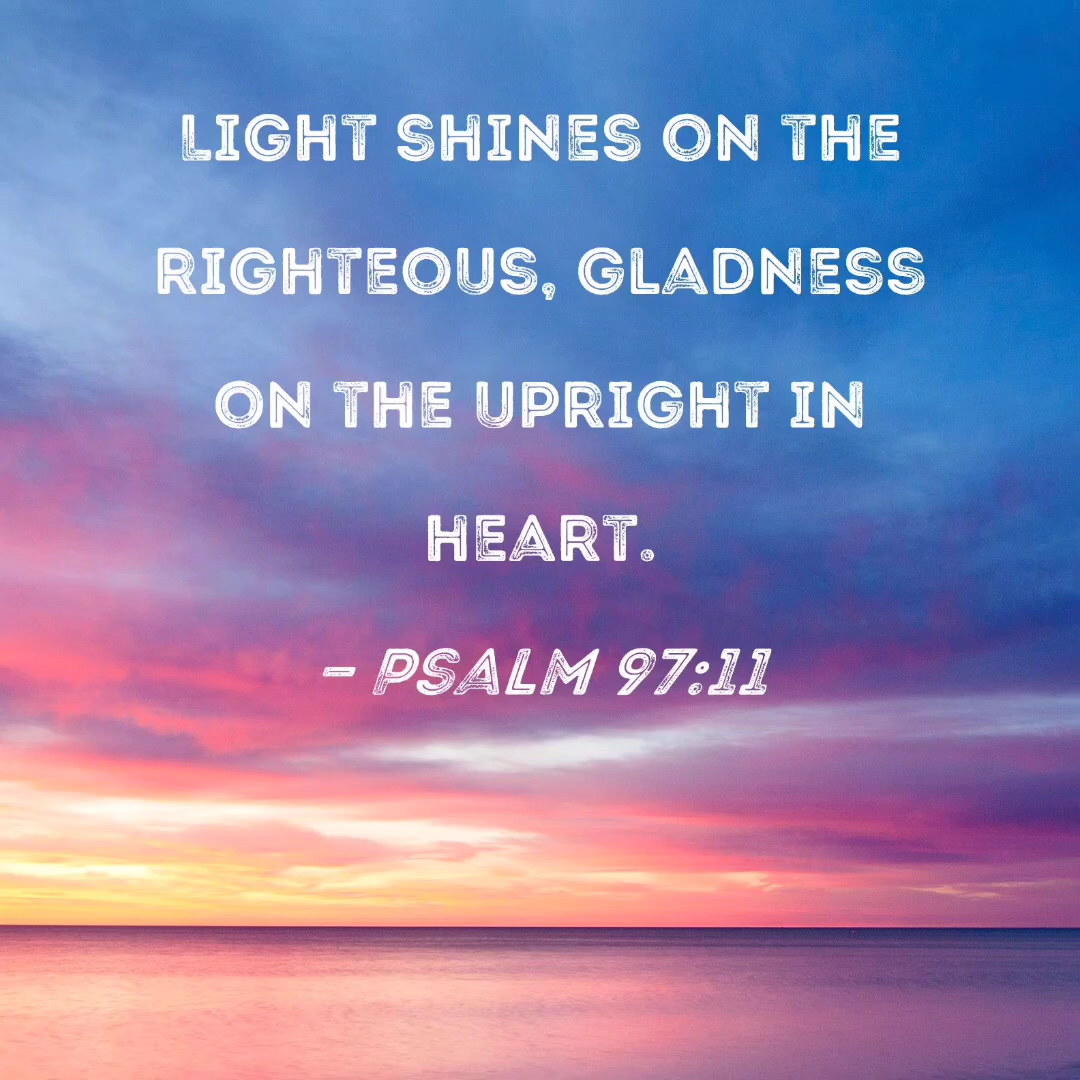 LIGHT SHINES ON THE
RIGHTEOUS, GLADNESS
ON THE UPRIGHT IN
HEART.
- PSALM 97:11